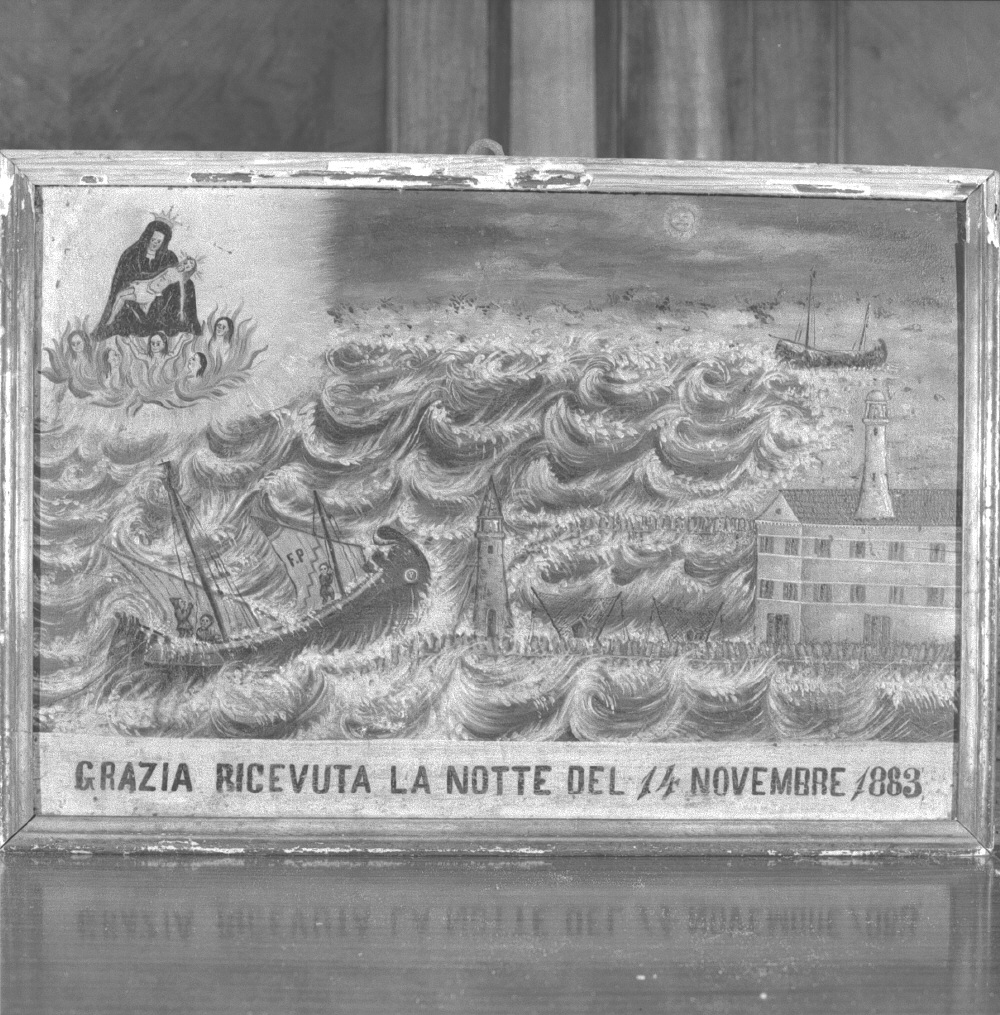 F.P
GRAZIA RICEVUTA LA NOTTE DEL 14 NOVEMBRE 1883